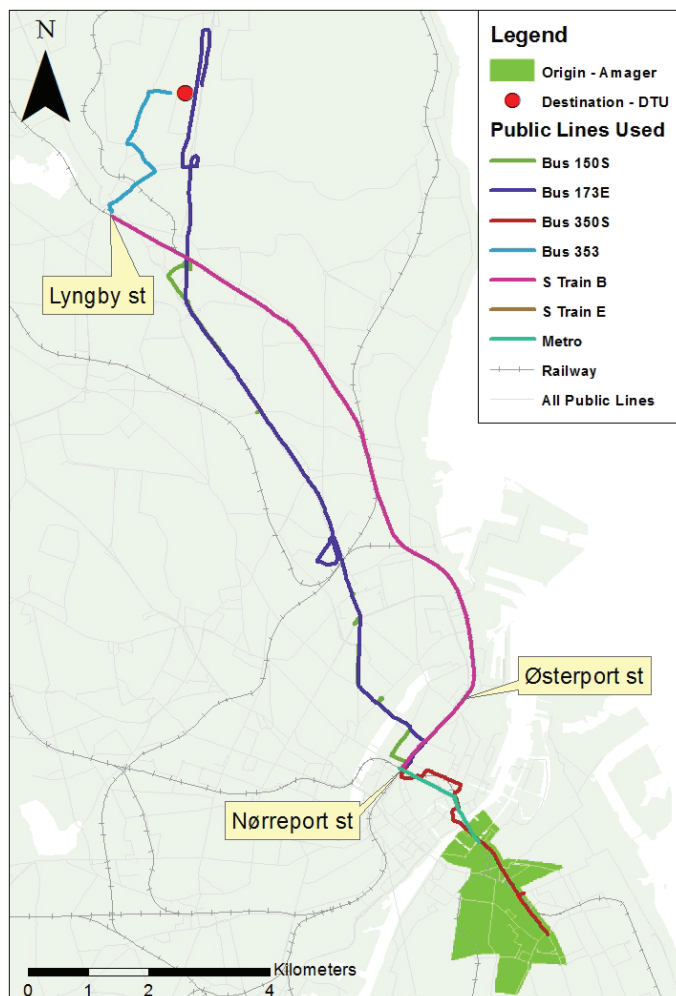 N
Legend
Origin - Amager
Destination - DTU
Public Lines Used
Bus 150S
Bus 173E
Bus 350S
Bus 353
S Train B
S Train E
Metro
Railway
All Public Lines
Lyngby st
Østerport st
Nørreport st
Kilometers
0 1 2 4